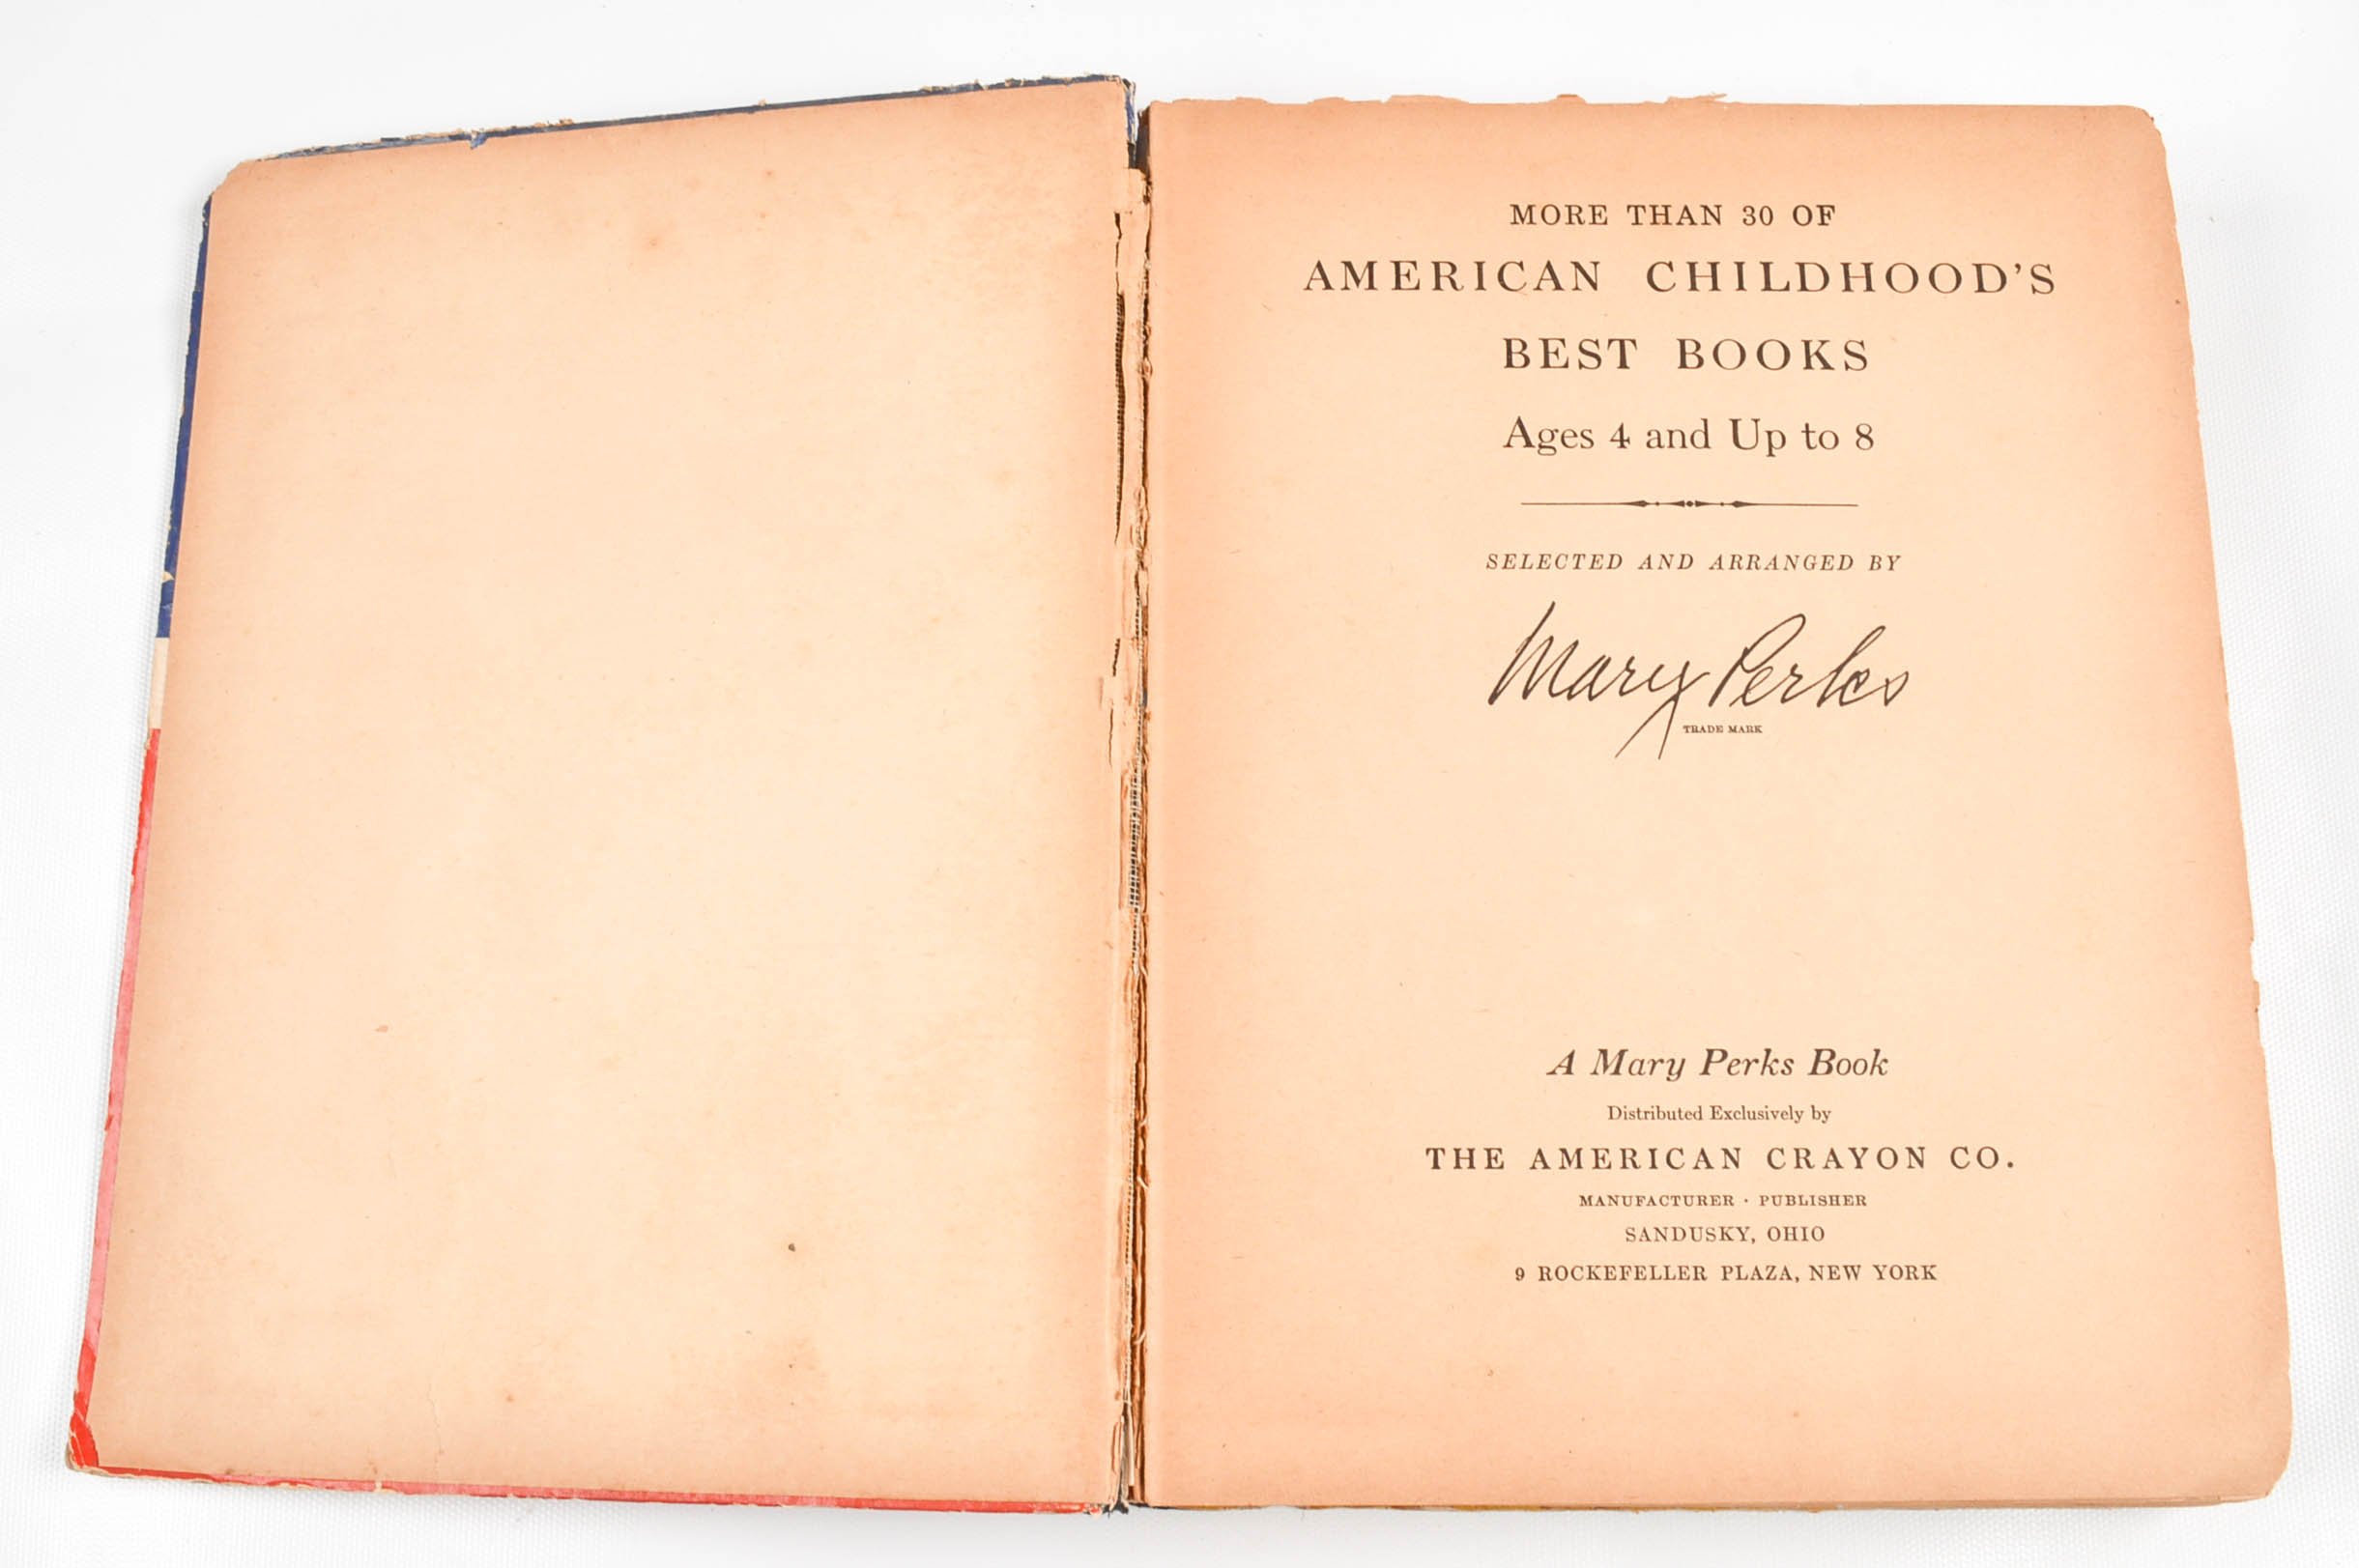 MORE THAN 30 OF
AMERICAN CHILDHOOD'S
BEST BOOKS
Ages 4 and Up to 8
SELECTED AND ARRANGED BY
Mary Perks
TRADE MARK
A Mary Perks Book
Distributed Exclusively by
THE AMERICAN CRAYON CO.
MANUFACTURER · PUBLISHER
SANDUSKY, OHIO
9 ROCKEFELLER PLAZA, NEW YORK